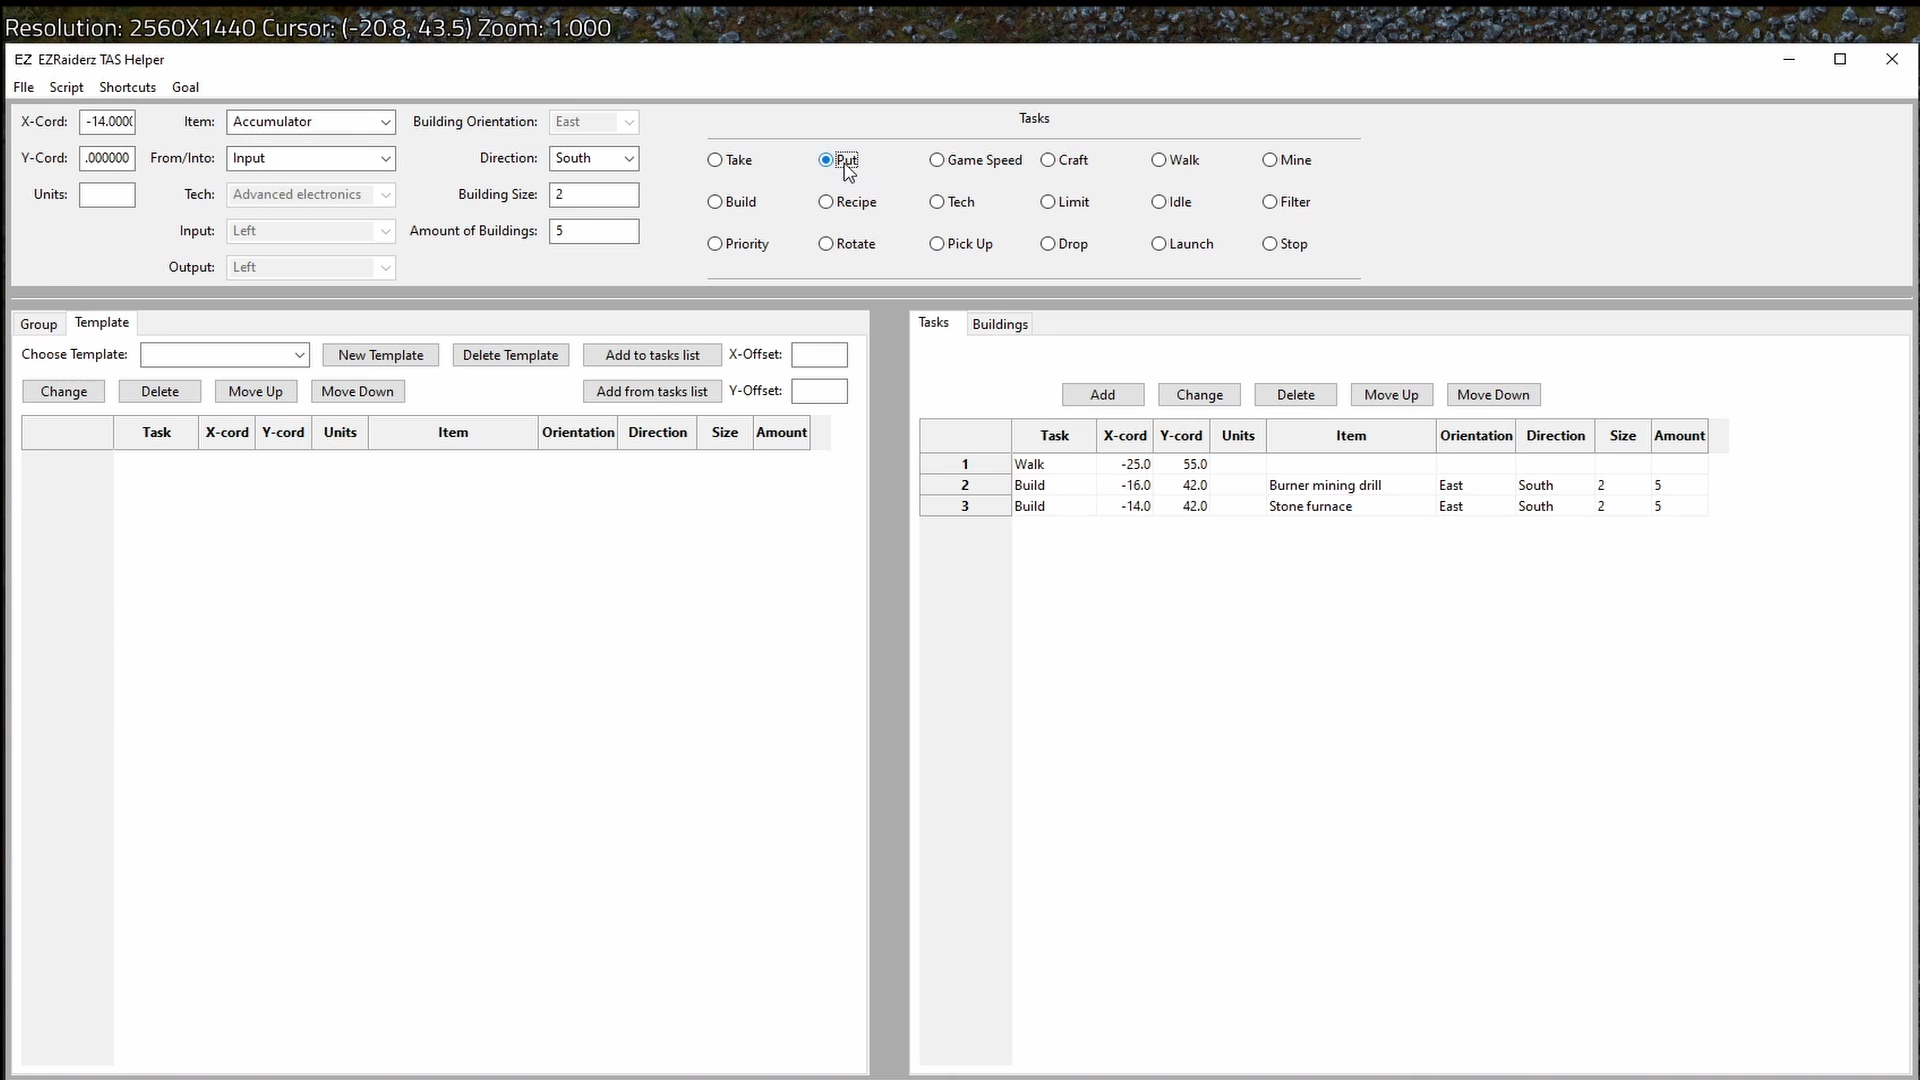 Resolution: 2560X1440 Cursor: (-20.8, 43.5) Zoom: 1.000
EZ EZRaiderz TAS Helper
FIle Script Shortcuts Goal
X-Cord: -14.000( Item: Accumulator Building Orientation: East Tasks
Y-Cord: .000000 From/Into: Input Direction: South Take Put Game Speed Craft Walk Mine
Units: Tech: Advanced electronics Building Size: 2 Build Recipe Tech Limit Idle Filter
Input: Left Amount of Buildings: 5 Priority Rotate Pick Up Drop Launch Stop
Output: Left
Group Template
Choose Template: New Template Delete Template Add to tasks list X-Offset:
Change Delete Move Up Move Down Add from tasks list Y-Offset:
Task X-cord Y-cord Units Item Orientation Direction Size Amount
Tasks Buildings
Add Change Delete Move Up Move Down
Task X-cord Y-cord Units Item Orientation Direction Size Amount
1 Walk -25.0 55.0
2 Build -16.0 42.0 Burner mining drill East South 2 5
3 Build -14.0 42.0 Stone furnace East South 2 5